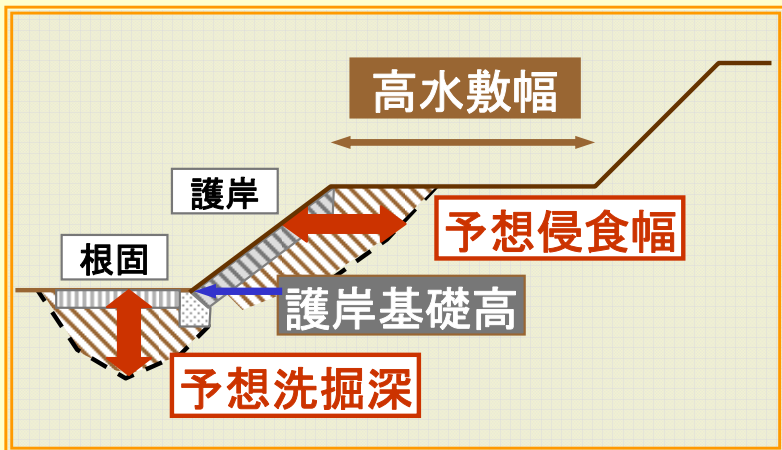 高水敷幅
護岸
予想侵食幅
根固
護岸基礎高
予想洗掘深